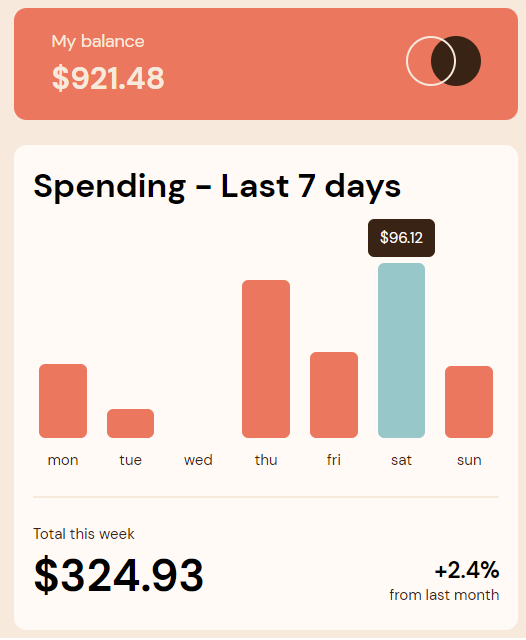 My balance
$921.48
Spending - Last 7 days
$96.12
mon tue wed thu fri sat sun
Total this week
$324.93
+2.4%
from last month